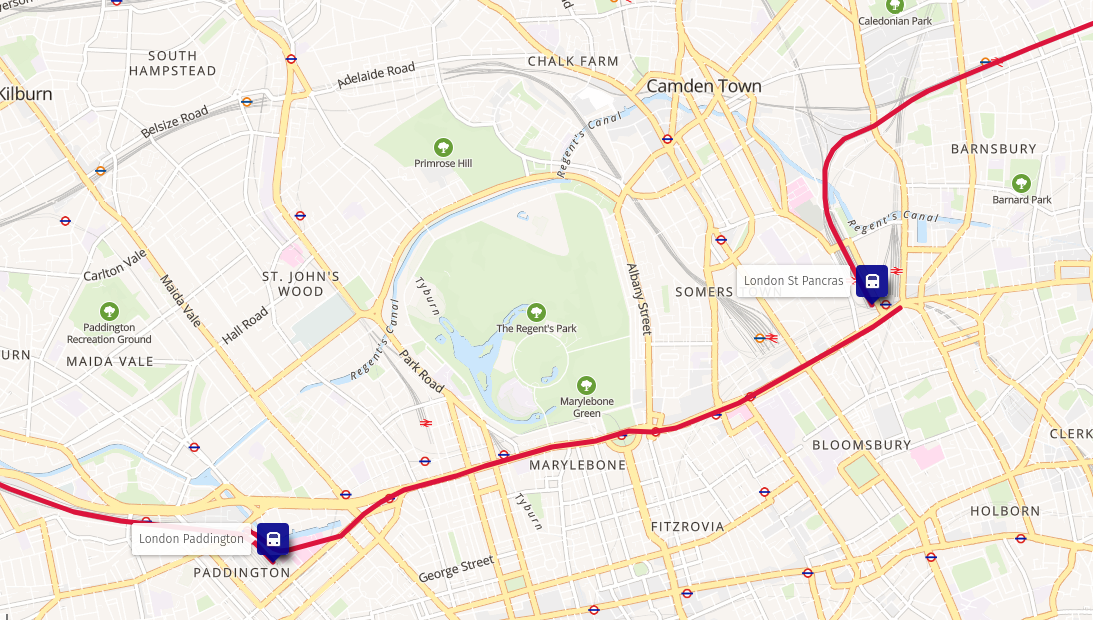 Caledonian Park
SOUTH
HAMPSTEAD
CHALK FARM
Adelaide Road
Camden Town
Kilburn
Belsize Road
Regent's Canal
Primrose Hill
BARNSBURY
Barnard Park
Regent's Canal
Carlton Vale
ST. JOHN'S
WOOD
Maida Vale
Tyburn
Albany Street
London St Pancras
SOMERS TOWN
Paddington
Recreation Ground
Hall Road
The Regent's Park
Regent's Canal
URN
MAIDA VALE
Park Road
Marylebone
Green
CLERK
BLOOMSBURY
MARYLEBONE
Tyburn
FITZROVIA
HOLBORN
London Paddington
PADDINGTON
George Street